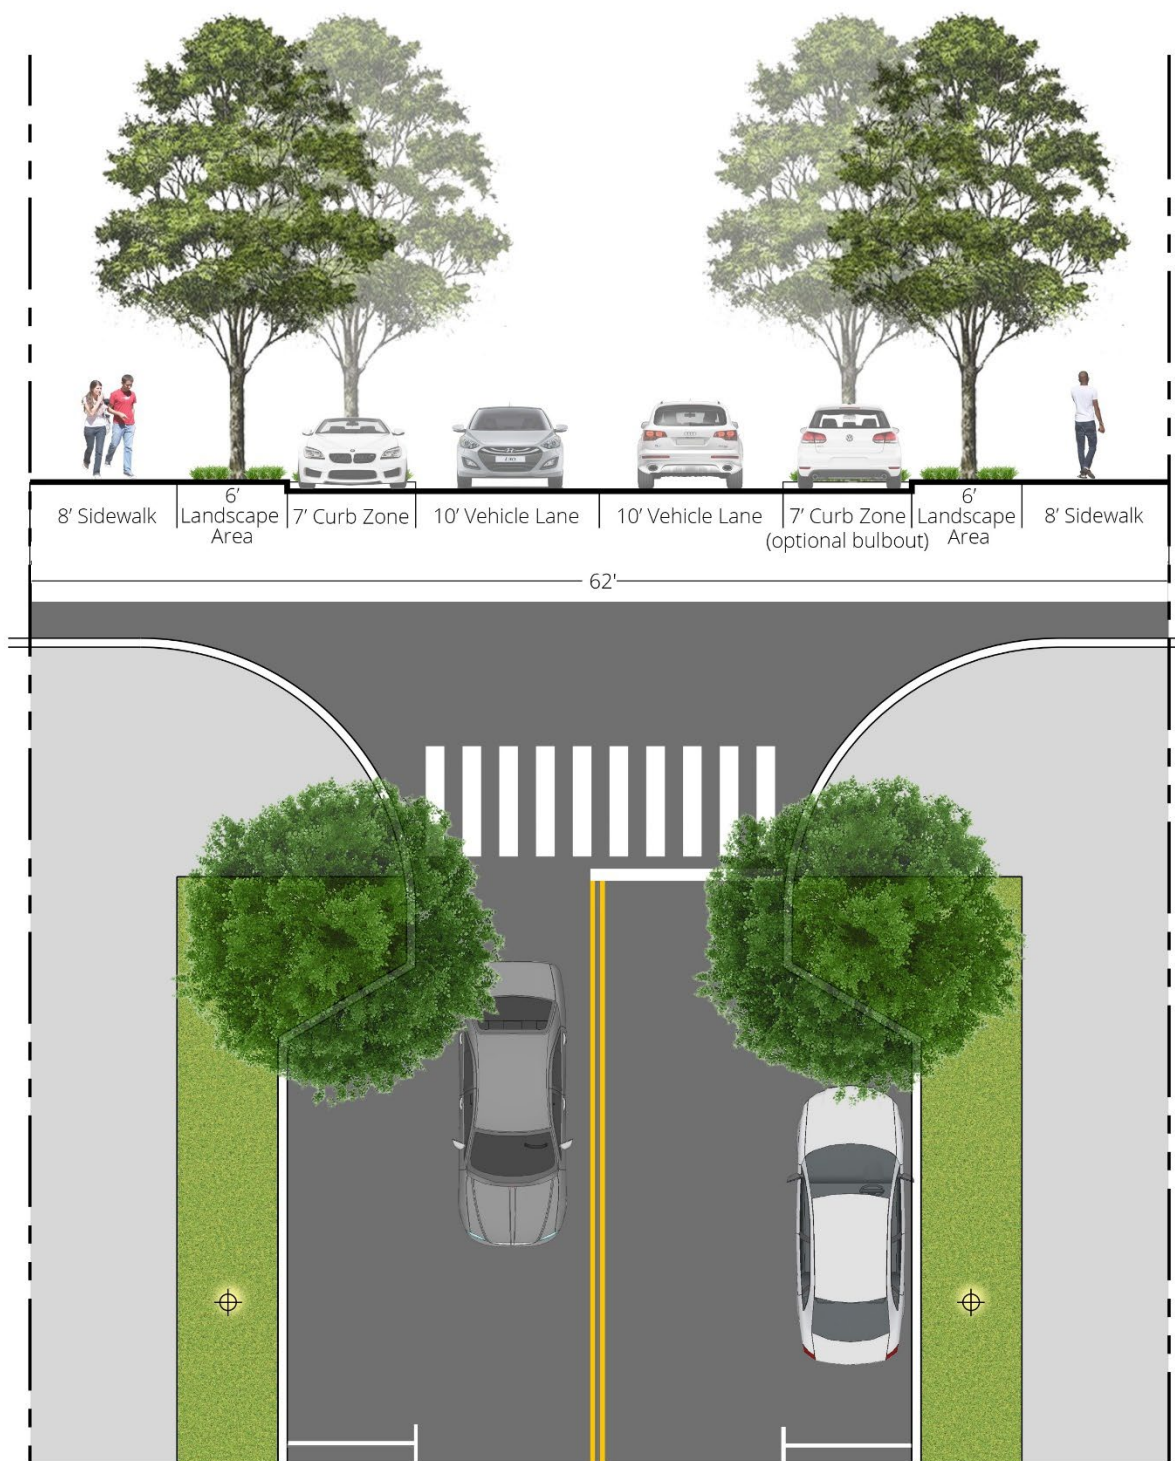 8’ Sidewalk
6’
Landscape
Area
7’ Curb Zone
10’ Vehicle Lane
10’ Vehicle Lane
7’ Curb Zone
(optional bulbout)
6’
Landscape
Area
8’ Sidewalk
62'